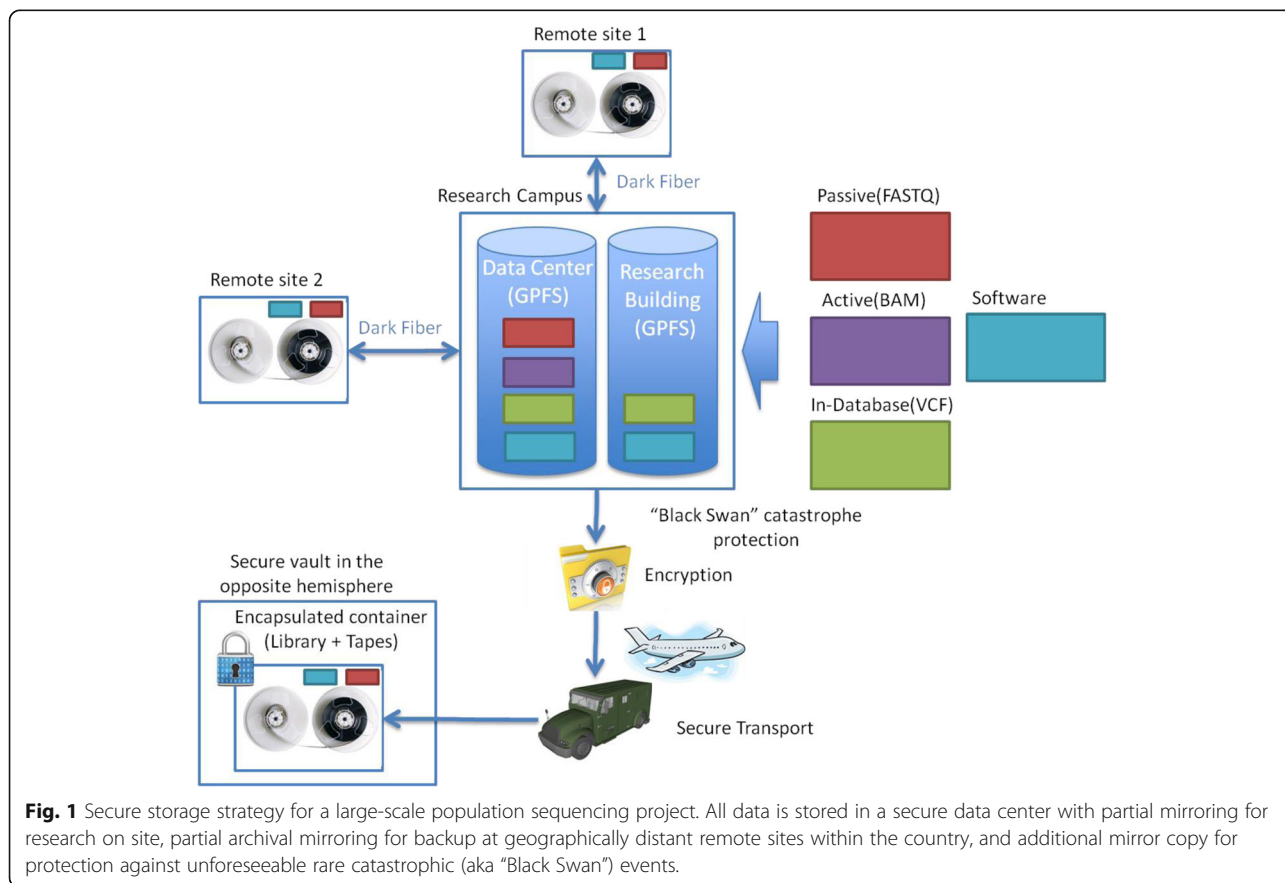 Remote site 1
Dark Fiber
Research Campus
Data Center
(GPFS)
Research
Building
(GPFS)
Passive(FASTQ)
Active(BAM)
Software
In-Database(VCF)
Remote site 2
Dark Fiber
“Black Swan” catastrophe
protection
Encryption
Secure vault in the
opposite hemisphere
Encapsulated container
(Library + Tapes)
Secure Transport
Fig. 1 Secure storage strategy for a large-scale population sequencing project. All data is stored in a secure data center with partial mirroring for
research on site, partial archival mirroring for backup at geographically distant remote sites within the country, and additional mirror copy for
protection against unforeseeable rare catastrophic (aka “Black Swan”) events.